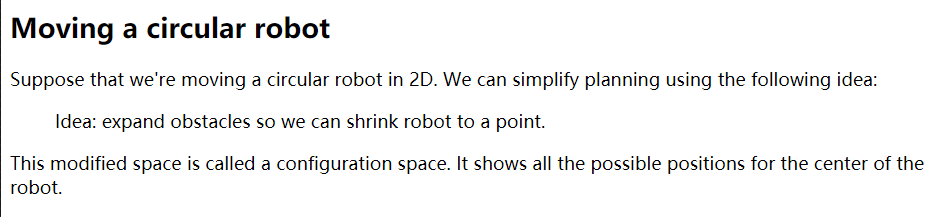 Moving a circular robot
Suppose that we're moving a circular robot in 2D. We can simplify planning using the following idea:
Idea: expand obstacles so we can shrink robot to a point.
This modified space is called a configuration space. It shows all the possible positions for the center of the
robot.